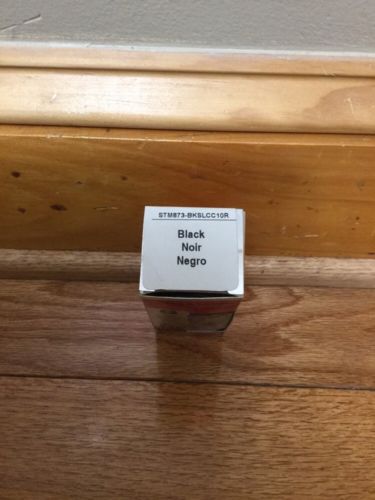 STM873-BKSLCC10R
Black
Noir
Negro